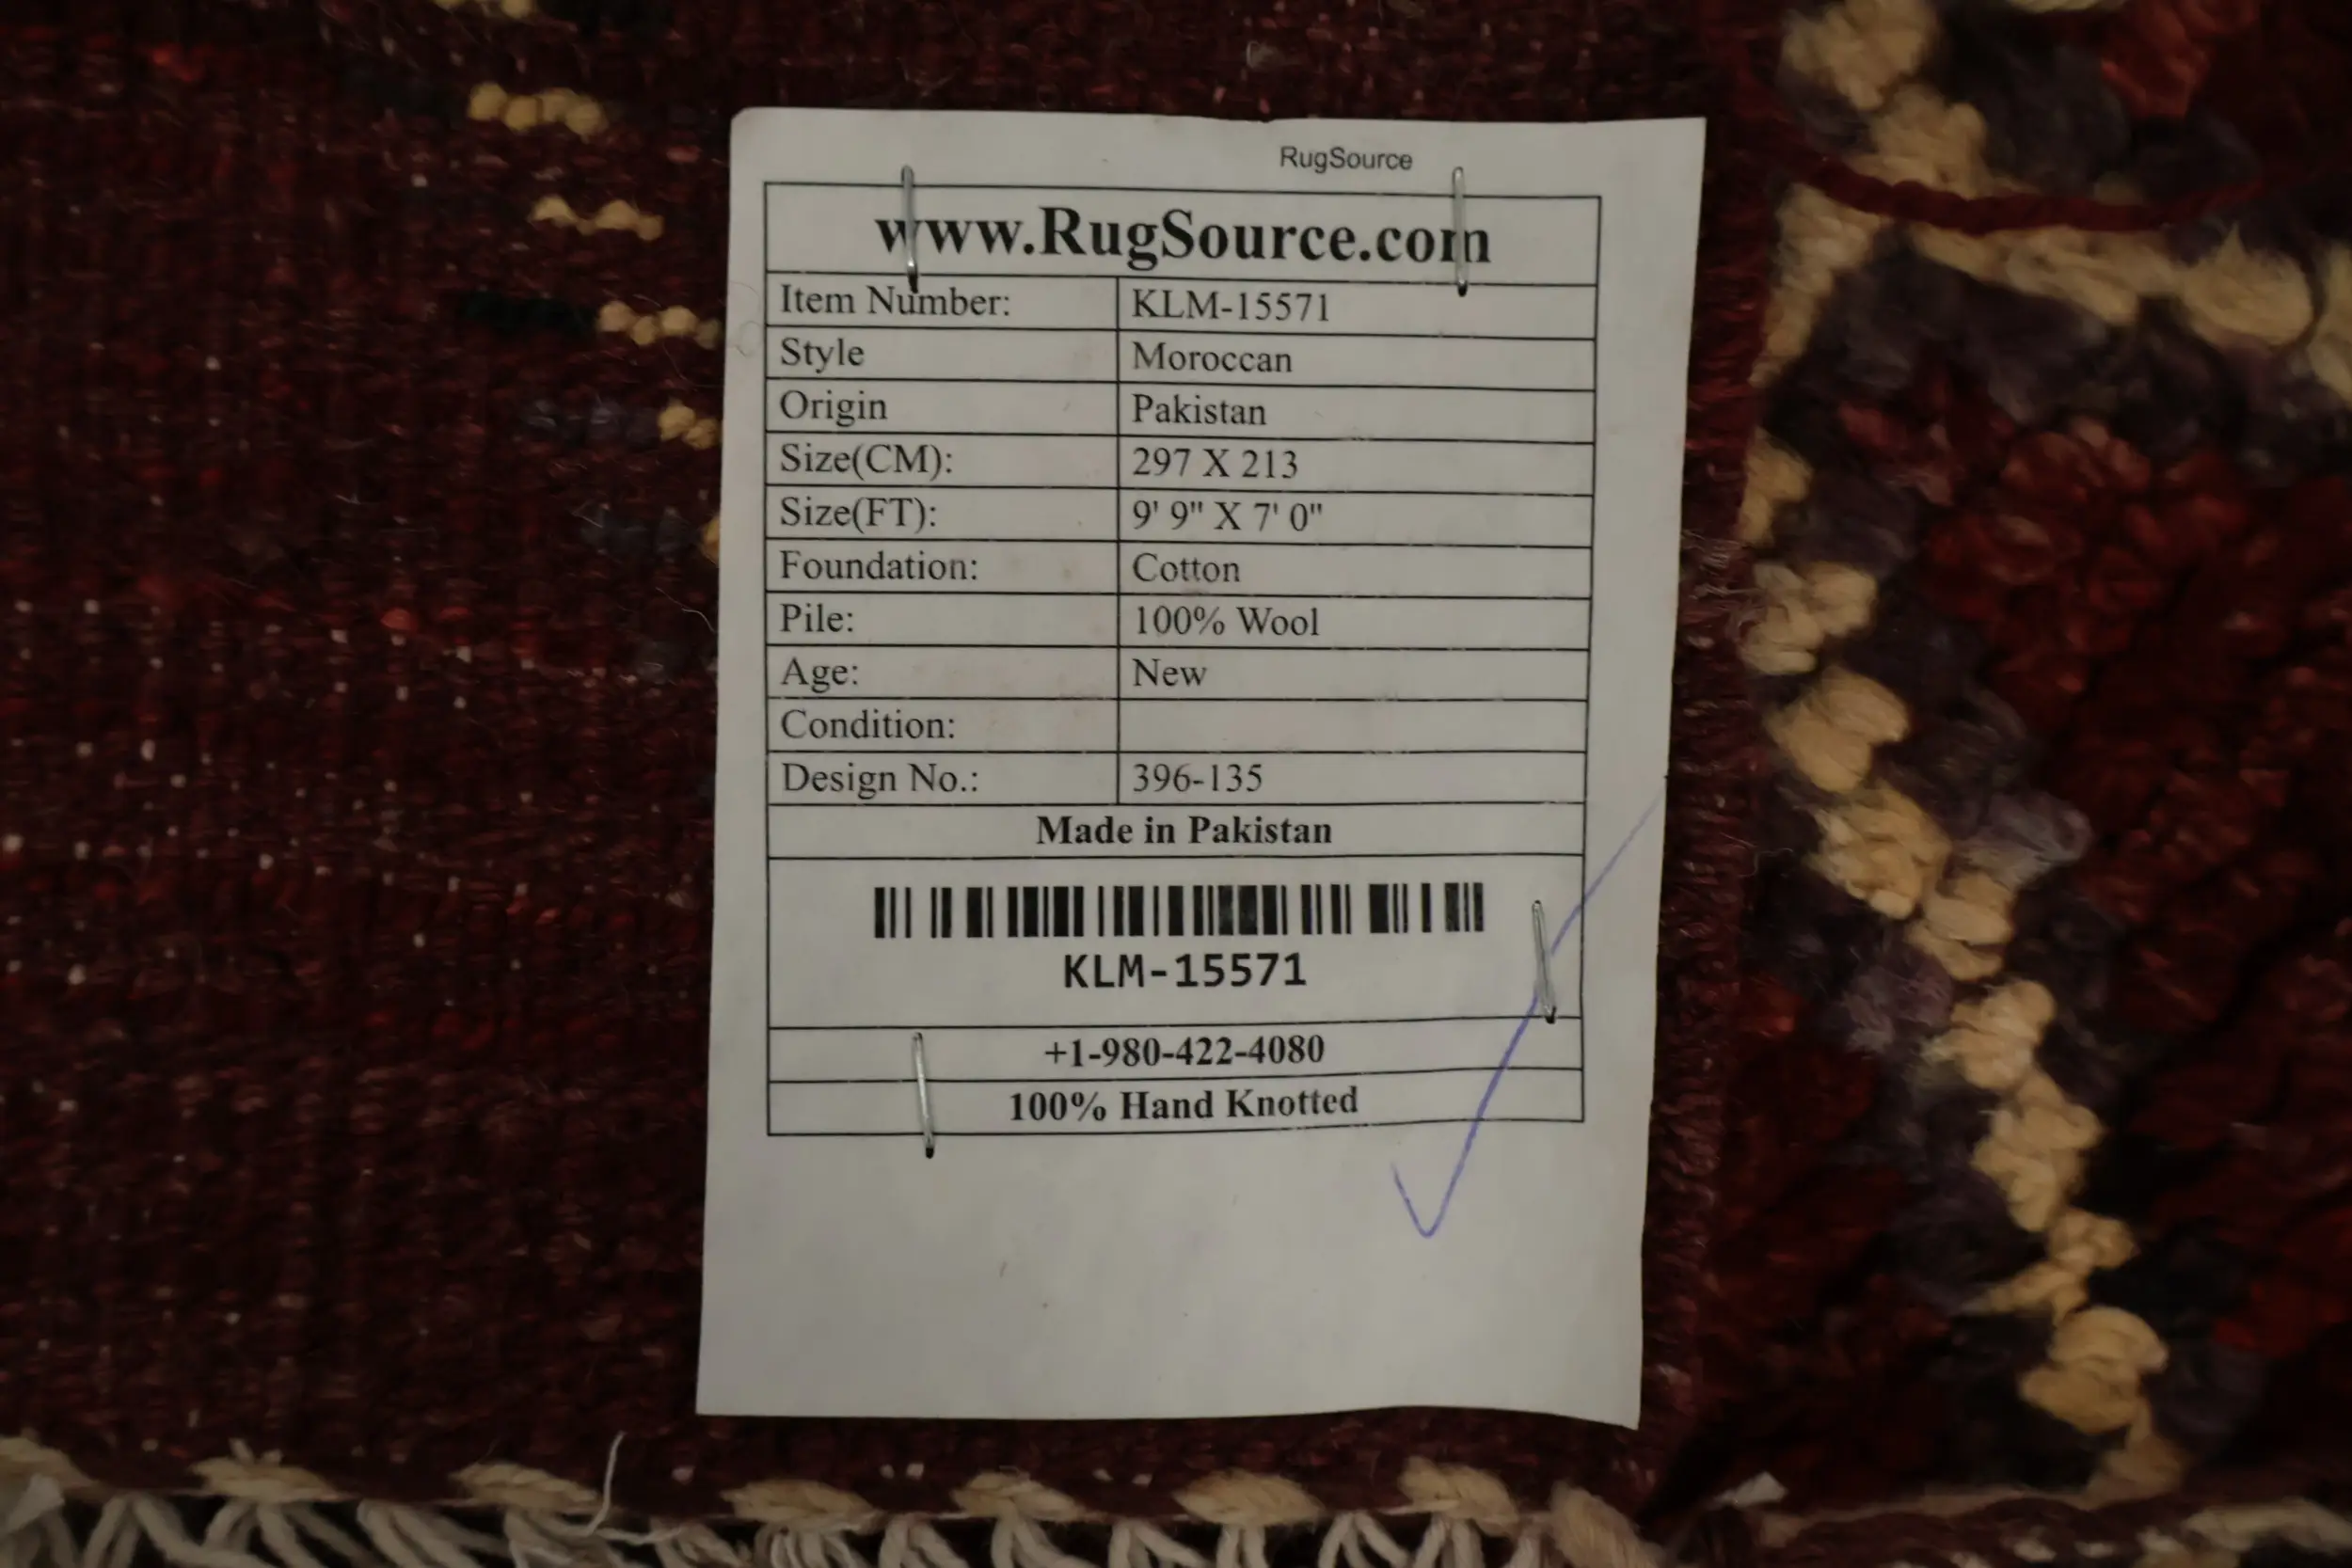 RugSource
www.RugSource.com
Item Number: KLM-15571
Style Moroccan
Origin Pakistan
Size(CM): 297 X 213
Size(FT): 9' 9" X 7' 0"
Foundation: Cotton
Pile: 100% Wool
Age: New
Condition:
Design No.: 396-135
Made in Pakistan
KLM-15571
+1-980-422-4080
100% Hand Knotted